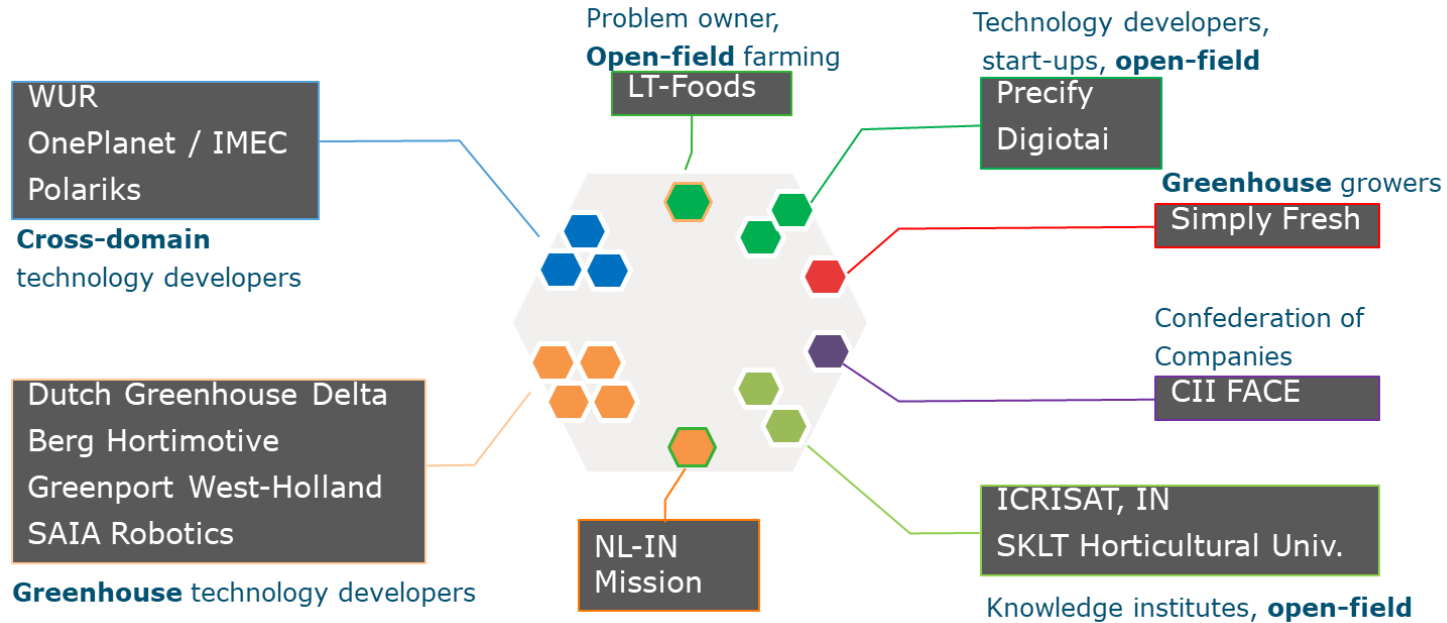 Problem owner,
Open-field farming
LT-Foods
Technology developers,
start-ups, open-field
Precify
Digiotai
WUR
OnePlanet / IMEC
Polariks
Cross-domain
technology developers
Greenhouse growers
Simply Fresh
Confederation of
Companies
CII FACE
Dutch Greenhouse Delta
Berg Hortimotive
Greenport West-Holland
SAIA Robotics
Greenhouse technology developers
NL-IN
Mission
ICRISAT, IN
SKLT Horticultural Univ.
Knowledge institutes, open-field